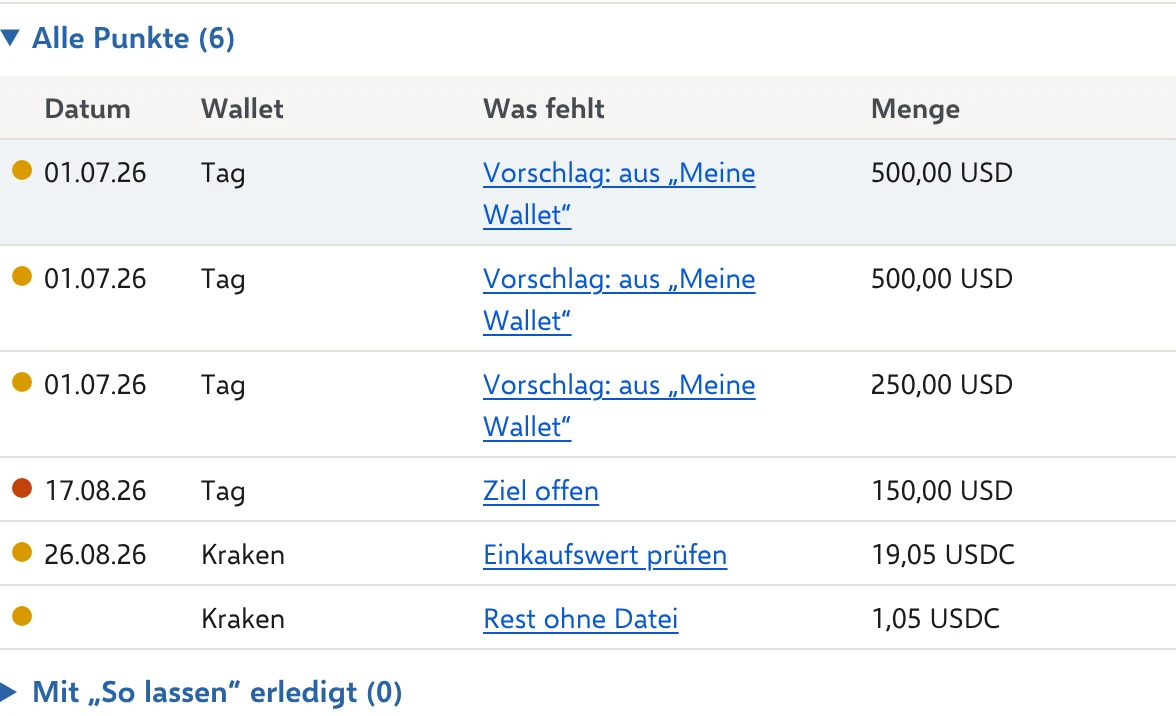 Alle Punkte (6)
Datum Wallet Was fehlt Menge
01.07.26 Tag Vorschlag: aus „Meine 500,00 USD
Wallet“
01.07.26 Tag Vorschlag: aus „Meine 500,00 USD
Wallet“
01.07.26 Tag Vorschlag: aus „Meine 250,00 USD
Wallet“
17.08.26 Tag Ziel offen 150,00 USD
26.08.26 Kraken Einkaufswert prüfen 19,05 USDC
Kraken Rest ohne Datei 1,05 USDC
Mit „So lassen“ erledigt (0)